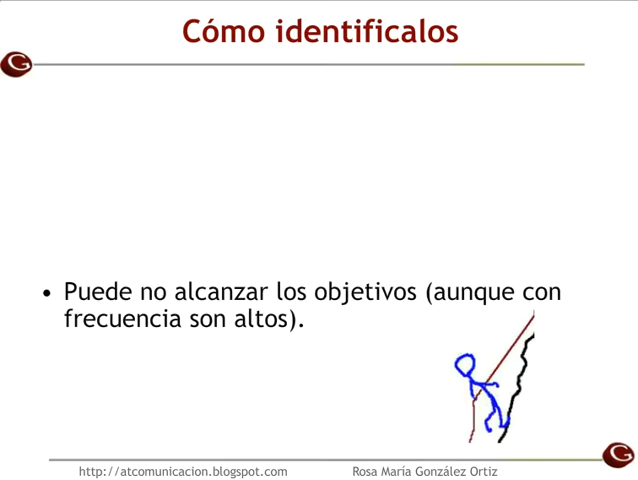 Cómo identificalos
G
• Puede no alcanzar los objetivos (aunque con
frecuencia son altos).
G
http://atcomunicacion.blogspot.com Rosa María González Ortiz